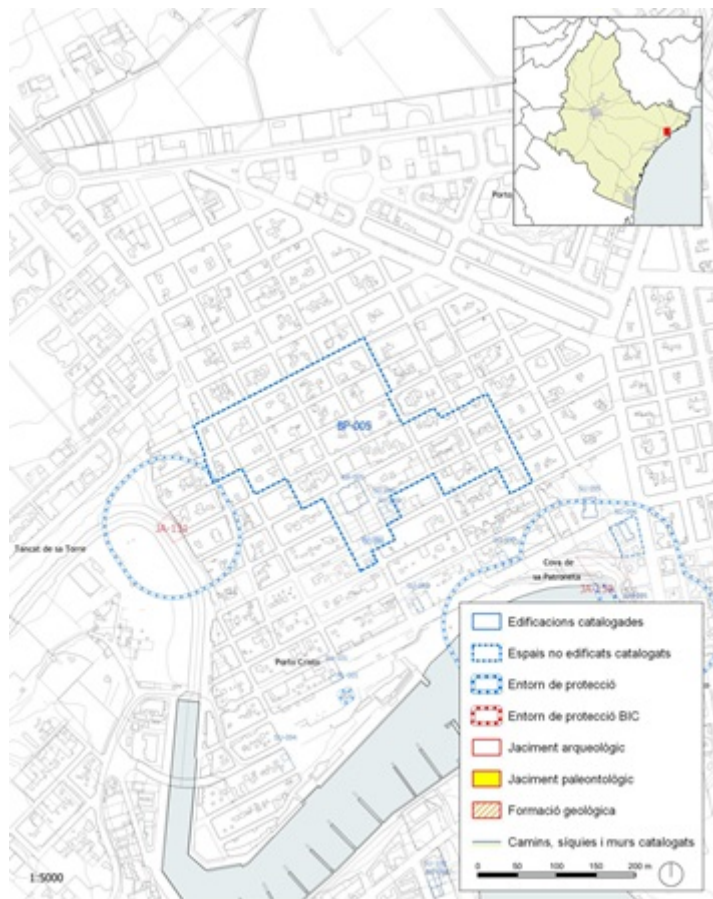 Porto
BP-005
JA-132
Tancat de sa Torre
Cova de
sa Patroneta
Porto Cristo
Edificacions catalogades
Espais no edificats catalogats
Entorn de protecció
Entorn de protecció BIC
Jaciment arqueològic
Jaciment paleontològic
Formació geològica
Camins, síquies i murs catalogats
0 50 100 150 200 m
1:5000